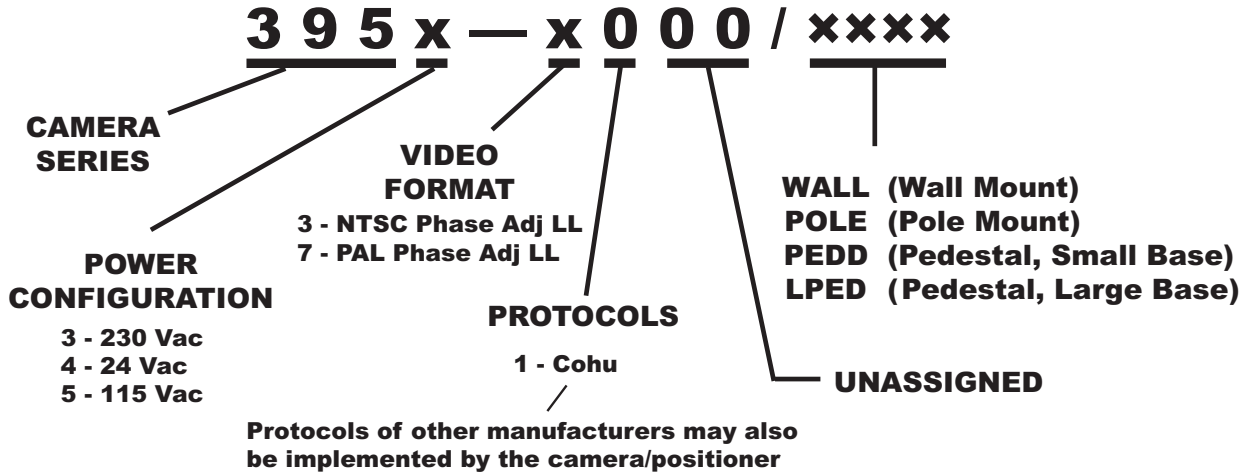 3 9 5 x — x 0 0 0 / xxxx
CAMERA
SERIES
POWER
CONFIGURATION
3 - 230 Vac
4 - 24 Vac
5 - 115 Vac
VIDEO
FORMAT
3 - NTSC Phase Adj LL
7 - PAL Phase Adj LL
PROTOCOLS
1 - Cohu
Protocols of other manufacturers may also
be implemented by the camera/positioner
UNASSIGNED
WALL (Wall Mount)
POLE (Pole Mount)
PEDD (Pedestal, Small Base)
LPED (Pedestal, Large Base)